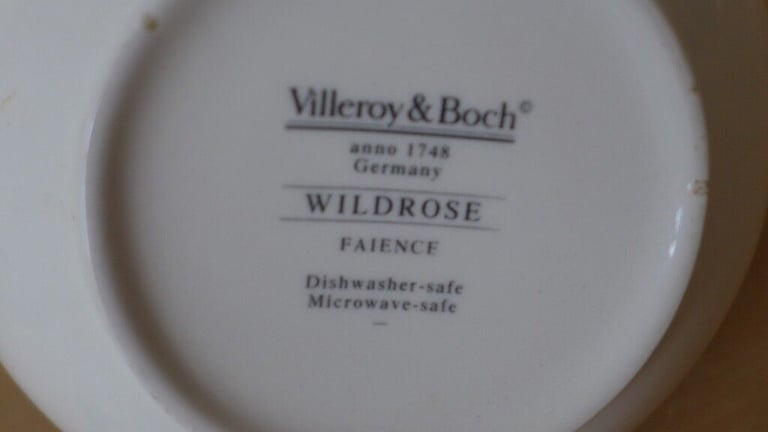 Villeroy & Boch©
anno 1748
Germany
WILDROSE
FAIENCE
Dishwasher-safe
Microwave-safe